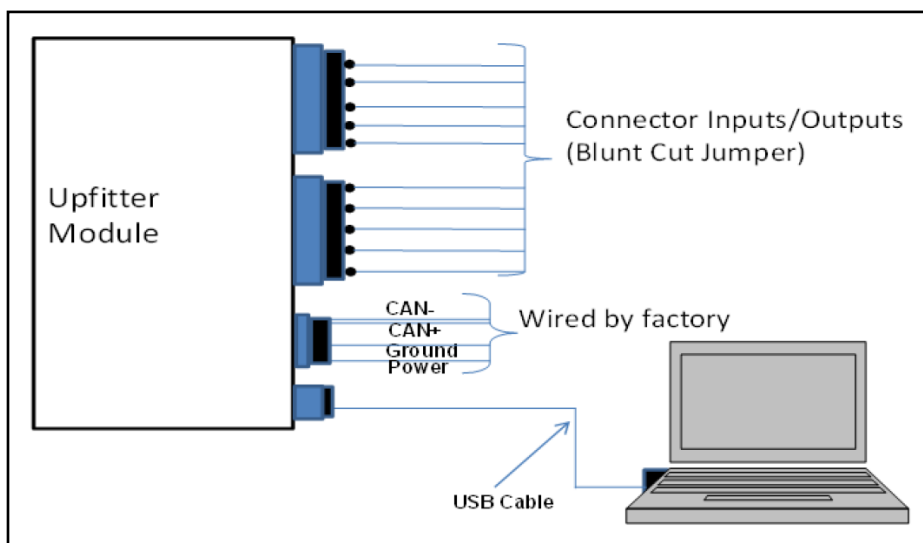 Upfitter
Module
Connector Inputs/Outputs
(Blunt Cut Jumper)
CAN-
CAN+
Ground
Power
Wired by factory
USB Cable